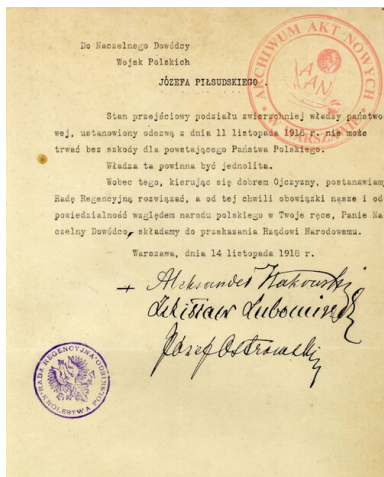 Do Naczelnego Dowódcy
Wojsk Polskich
JÓZEFA PIŁSUDSKIEGO.
ARCHIWUM AKT NOWYCH
W WARSZAWIE
AAN
Stan przejściowy podziału zwierzchniej władzy państwo
wej, ustanowiony odezwą z dnia 11 listopada 1918 r. nie może
trwać bez szkody dla powstającego Państwa Polskiego.
Władza ta powinna być jednolita.
Wobec tego, kierując się dobrem Ojczyzny, postanawiamy
Radę Regencyjną rozwiązać, a od tej chwili obowiązki nasze i od
powiedzialność względem narodu polskiego w Twoje ręce, Panie Na
czelny Dowódco, składamy do przekazania Rządowi Narodowemu.
Warszawa, dnia 14 listopada 1918 r.
+ Aleksander Kakowski
Zdzisław Lubomirski
Józef Ostrowski
RADA REGENCYJNA
KRÓLESTWA POLSKIEGO